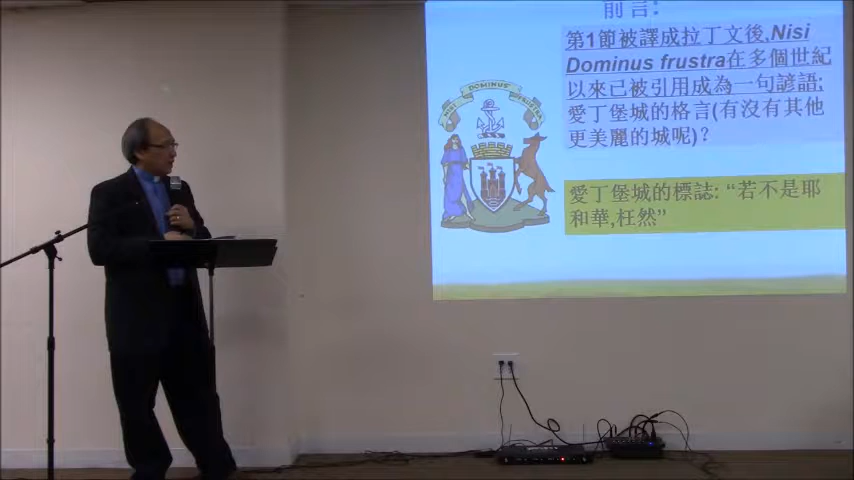 前言:
第1節被譯成拉丁文後,Nisi
Dominus frustra在多個世紀
以來已被引用成為一句諺語;
愛丁堡城的格言(有沒有其他
更美麗的城呢)?
NISI DOMINUS FRUSTRA
愛丁堡城的標誌: “若不是耶
和華,枉然”